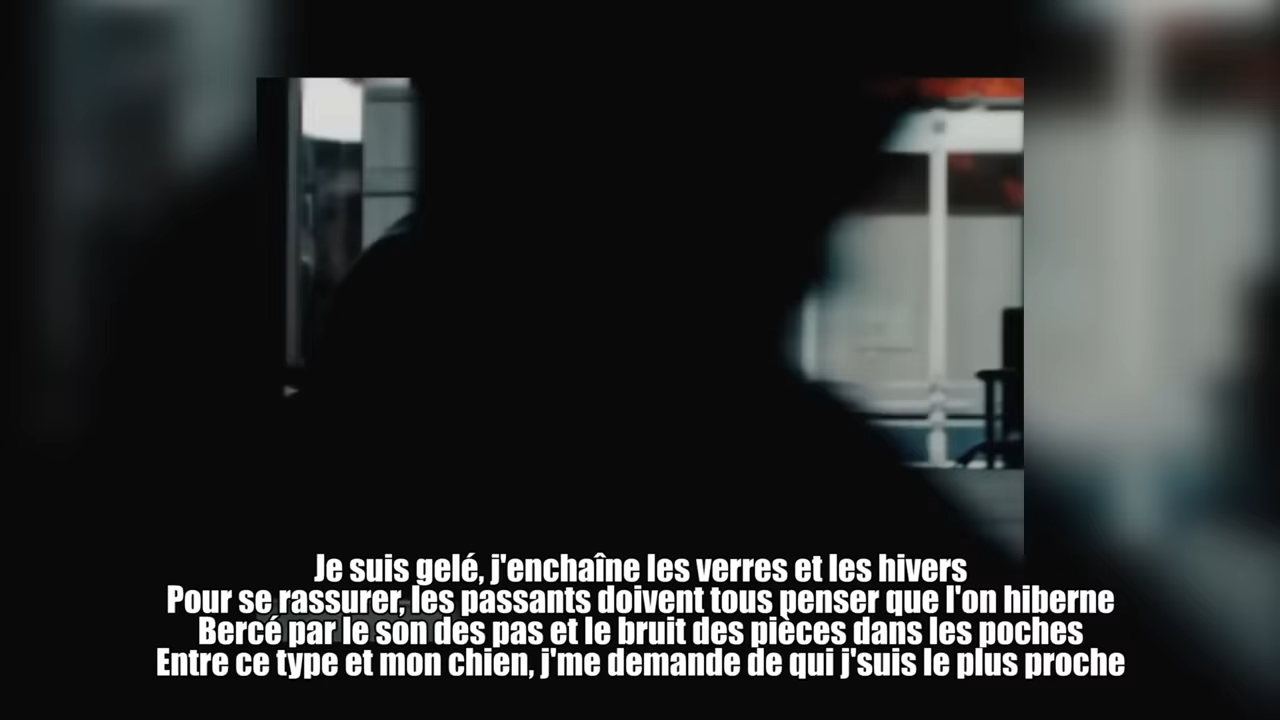 Je suis gelé, j'enchaîne les verres et les hivers
Pour se rassurer, les passants doivent tous penser que l'on hiberne
Bercé par le son des pas et le bruit des pièces dans les poches
Entre ce type et mon chien, j'me demande de qui j'suis le plus proche